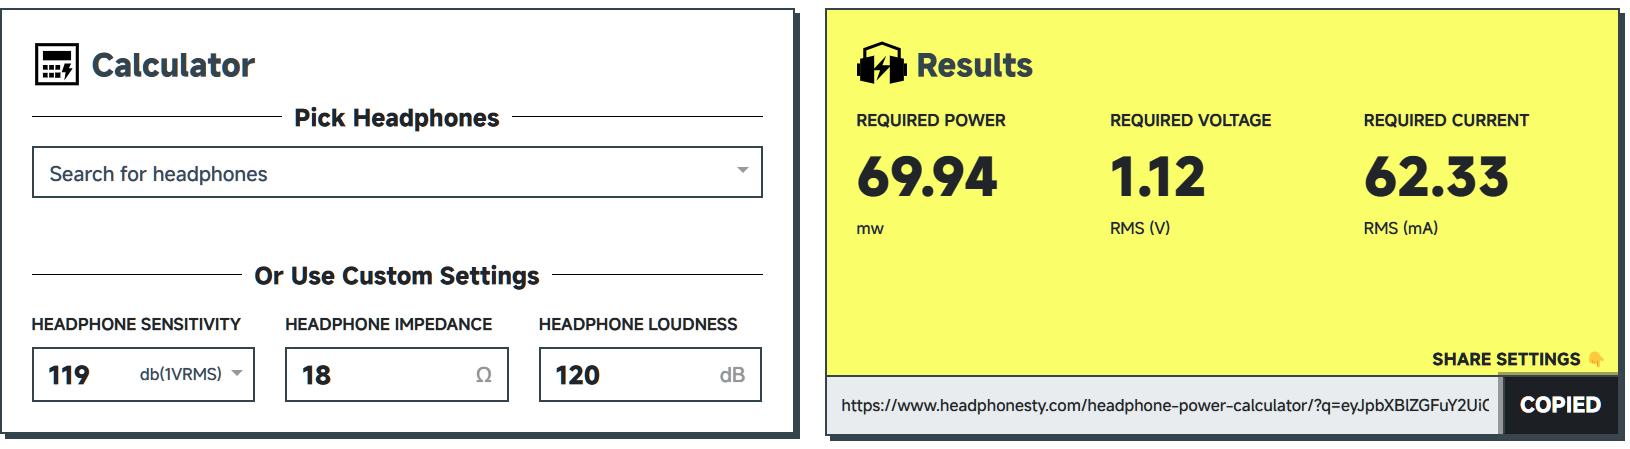 Calculator
Pick Headphones
Search for headphones
Or Use Custom Settings
HEADPHONE SENSITIVITY HEADPHONE IMPEDANCE HEADPHONE LOUDNESS
119 db(1VRMS) 18 Ω 120 dB
Results
REQUIRED POWER REQUIRED VOLTAGE REQUIRED CURRENT
69.94 1.12 62.33
mw RMS (V) RMS (mA)
SHARE SETTINGS 👇
https://www.headphonesty.com/headphone-power-calculator/?q=eyJpbXBlZGFuY2UiO COPIED